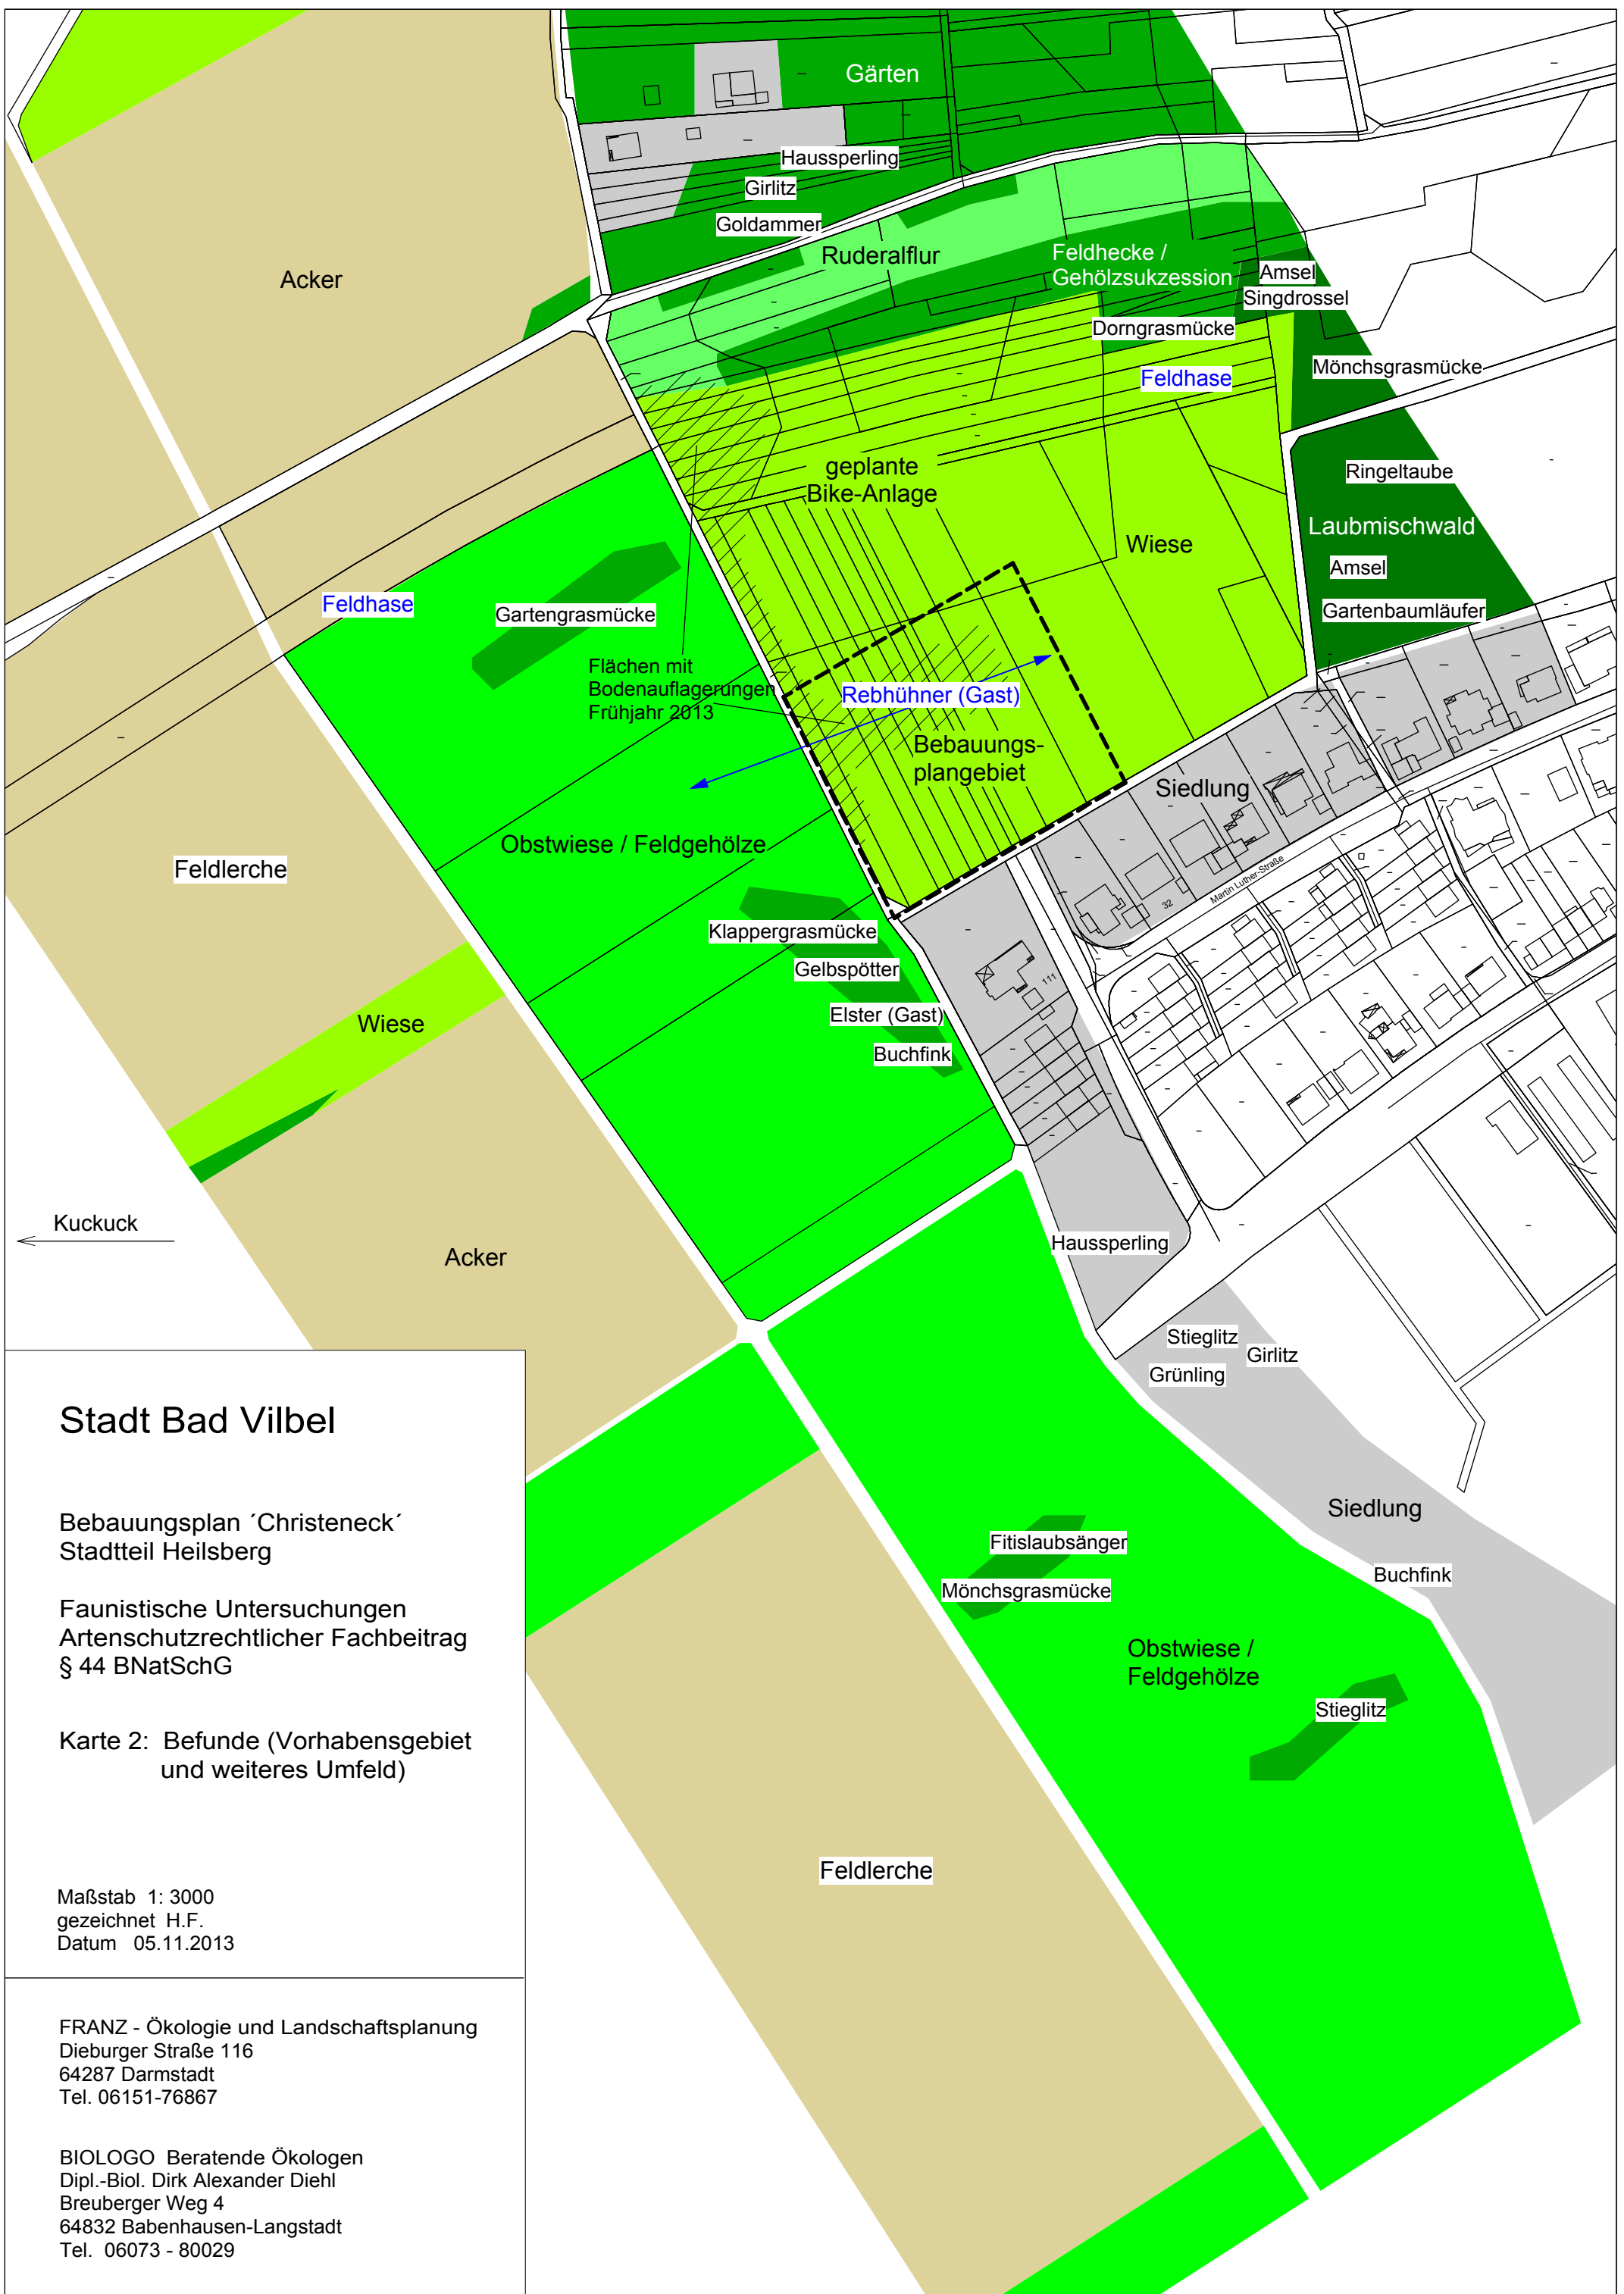 Gärten
Haussperling
Girlitz
Goldammer
Ruderalflur
Feldhecke /
Gehölzsukzession
Amsel
Singdrossel
Dorngrasmücke
Acker
Mönchsgrasmücke
Feldhase
geplante
Bike-Anlage
Ringeltaube
Laubmischwald
Wiese
Amsel
Gartenbaumläufer
Feldhase
Gartengrasmücke
Flächen mit
Bodenauflagerungen
Frühjahr 2013
Rebhühner (Gast)
Bebauungs-
plangebiet
Siedlung
Obstwiese / Feldgehölze
Feldlerche
Martin Luther-Straße
32
111
Klappergrasmücke
Gelbspötter
Elster (Gast)
Buchfink
Wiese
Kuckuck
Acker
Haussperling
Stieglitz
Girlitz
Grünling
Siedlung
Buchfink
Fitislaubsänger
Mönchsgrasmücke
Obstwiese /
Feldgehölze
Stieglitz
Feldlerche
Stadt Bad Vilbel
Bebauungsplan ´Christeneck´
Stadtteil Heilsberg
Faunistische Untersuchungen
Artenschutzrechtlicher Fachbeitrag
§ 44 BNatSchG
Karte 2: Befunde (Vorhabensgebiet
und weiteres Umfeld)
Maßstab 1: 3000
gezeichnet H.F.
Datum 05.11.2013
FRANZ - Ökologie und Landschaftsplanung
Dieburger Straße 116
64287 Darmstadt
Tel. 06151-76867
BIOLOGO Beratende Ökologen
Dipl.-Biol. Dirk Alexander Diehl
Breuberger Weg 4
64832 Babenhausen-Langstadt
Tel. 06073 - 80029